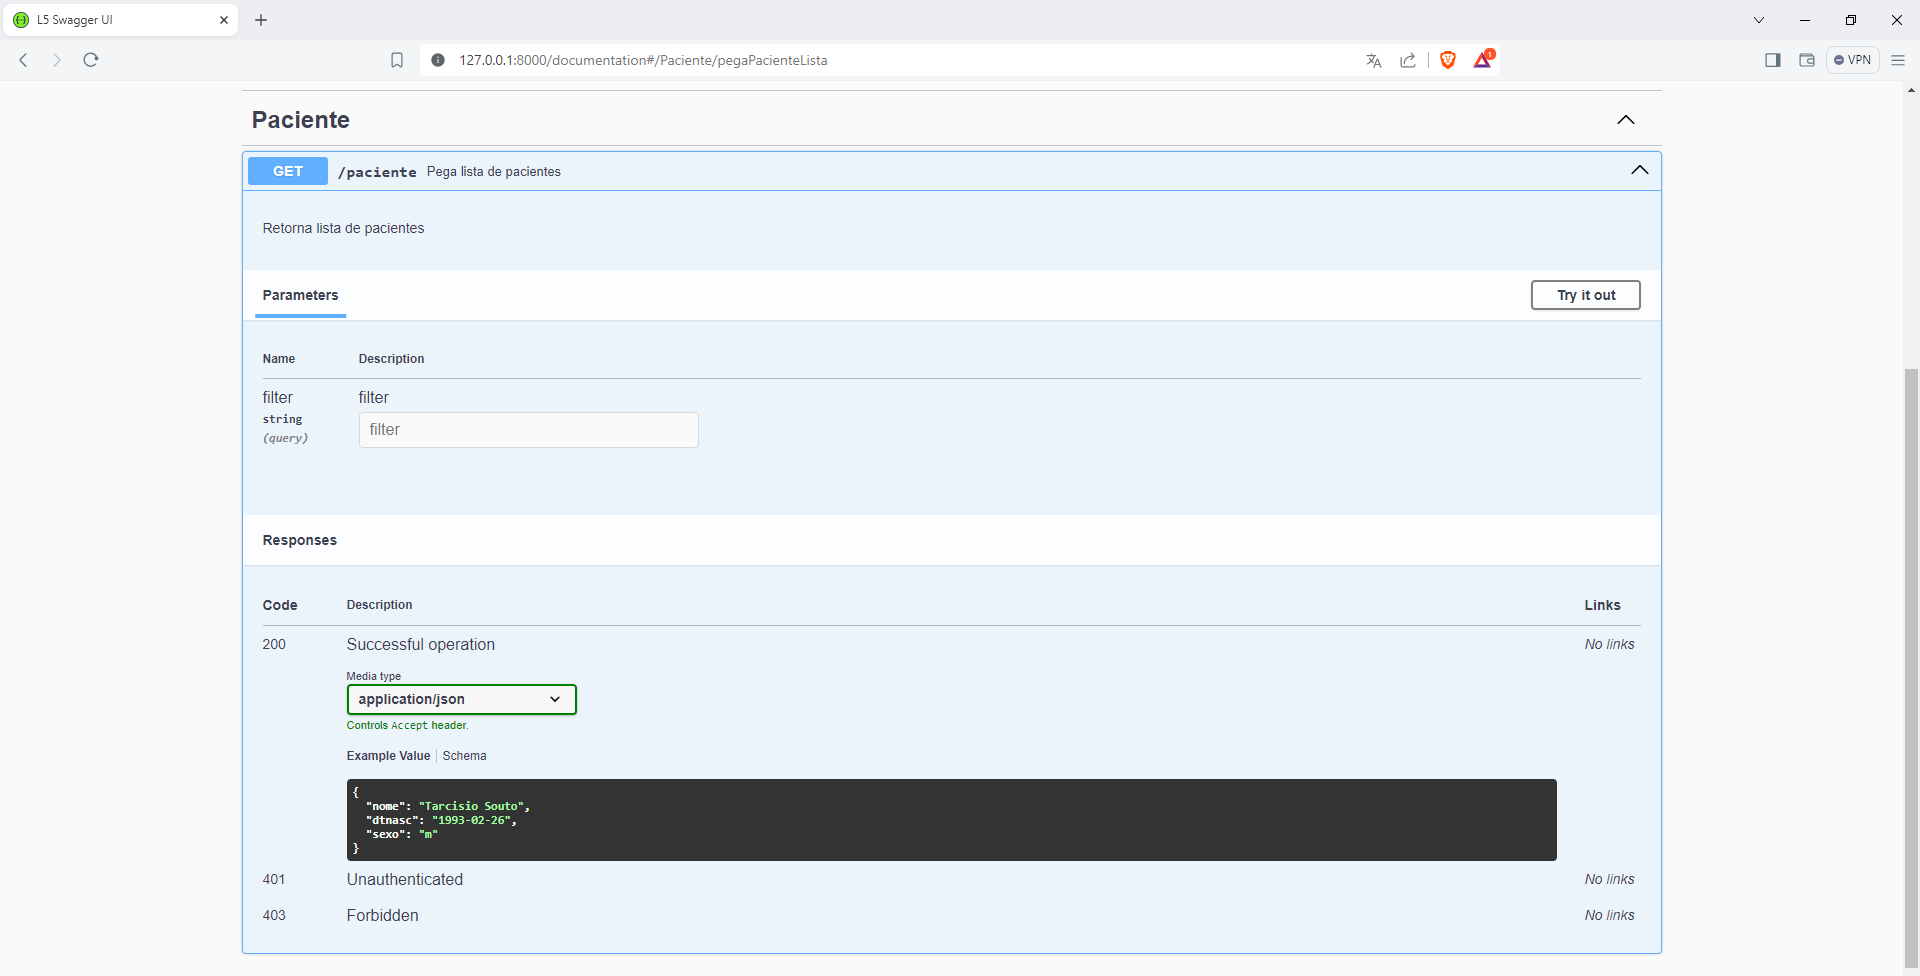 L5 Swagger UI
127.0.0.1:8000/documentation#/Paciente/pegaPacienteLista
1
VPN
Paciente
GET /paciente Pega lista de pacientes
Retorna lista de pacientes
Parameters
Try it out
Name Description
filter filter
string
(query)
filter
Responses
Code Description Links
200 Successful operation No links
Media type
application/json
Controls Accept header.
Example Value Schema
{
"nome": "Tarcisio Souto",
"dtnasc": "1993-02-26",
"sexo": "m"
}
401 Unauthenticated No links
403 Forbidden No links